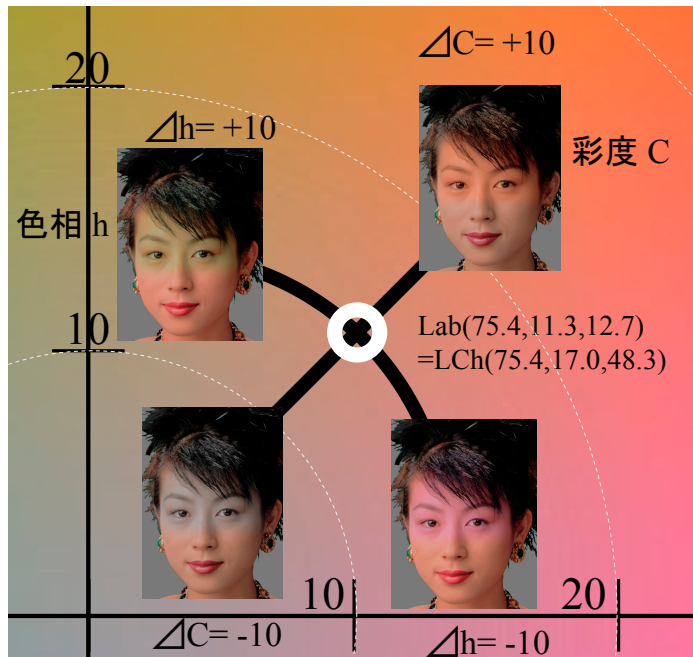 ⊿C= +10
20
⊿h= +10
彩度 C
色相 h
Lab(75.4,11.3,12.7)
=LCh(75.4,17.0,48.3)
10
10
20
⊿C= -10
⊿h= -10